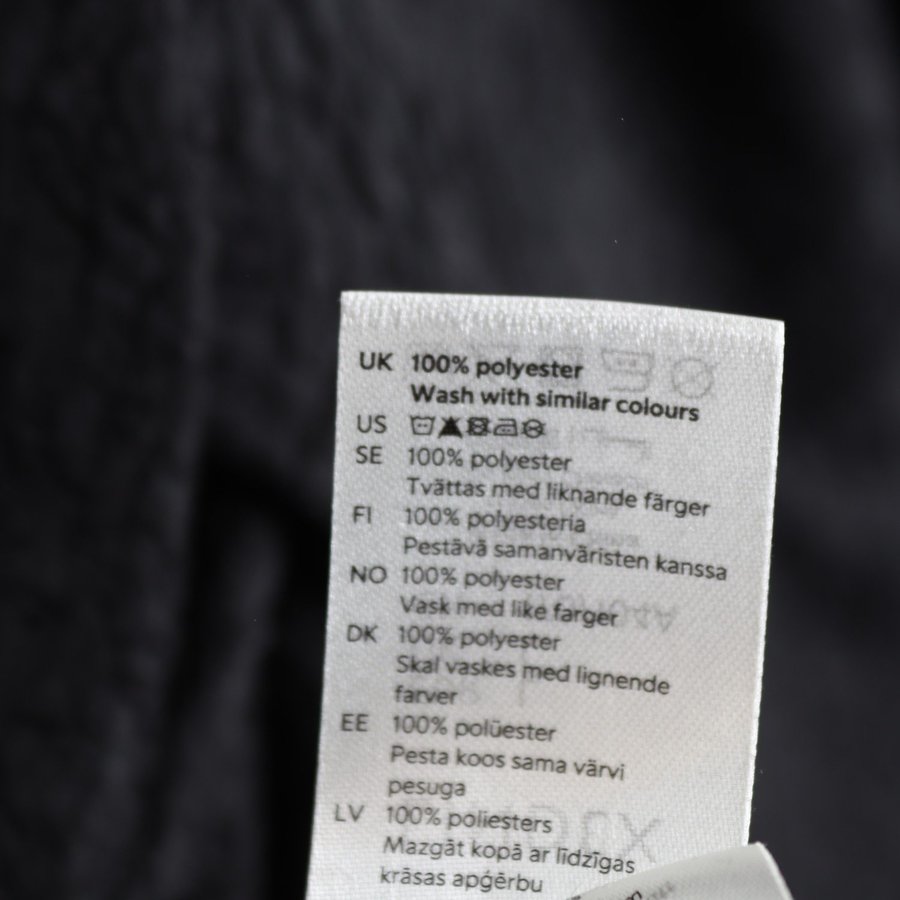 UK 100% polyester
Wash with similar colours
US
SE 100% polyester
Tvättas med liknande färger
FI 100% polyesteria
Pestävä samanväristen kanssa
NO 100% polyester
Vask med like farger
DK 100% polyester
Skal vaskes med lignende
farver
EE 100% polüester
Pesta koos sama värvi
pesuga
LV 100% poliesters
Mazgāt kopā ar līdzīgas
krāsas apģērbu